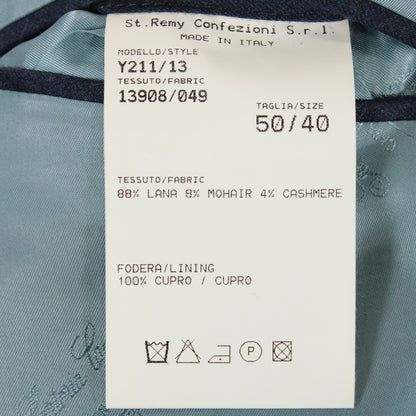 St.Remy Confezioni S.r.l.
MADE IN ITALY
MODELLO/STYLE
Y211/13
TESSUTO/FABRIC
13908/049
TAGLIA/SIZE
50/40
TESSUTO/FABRIC
88% LANA 8% MOHAIR 4% CASHMERE
FODERA/LINING
100% CUPRO / CUPRO
P